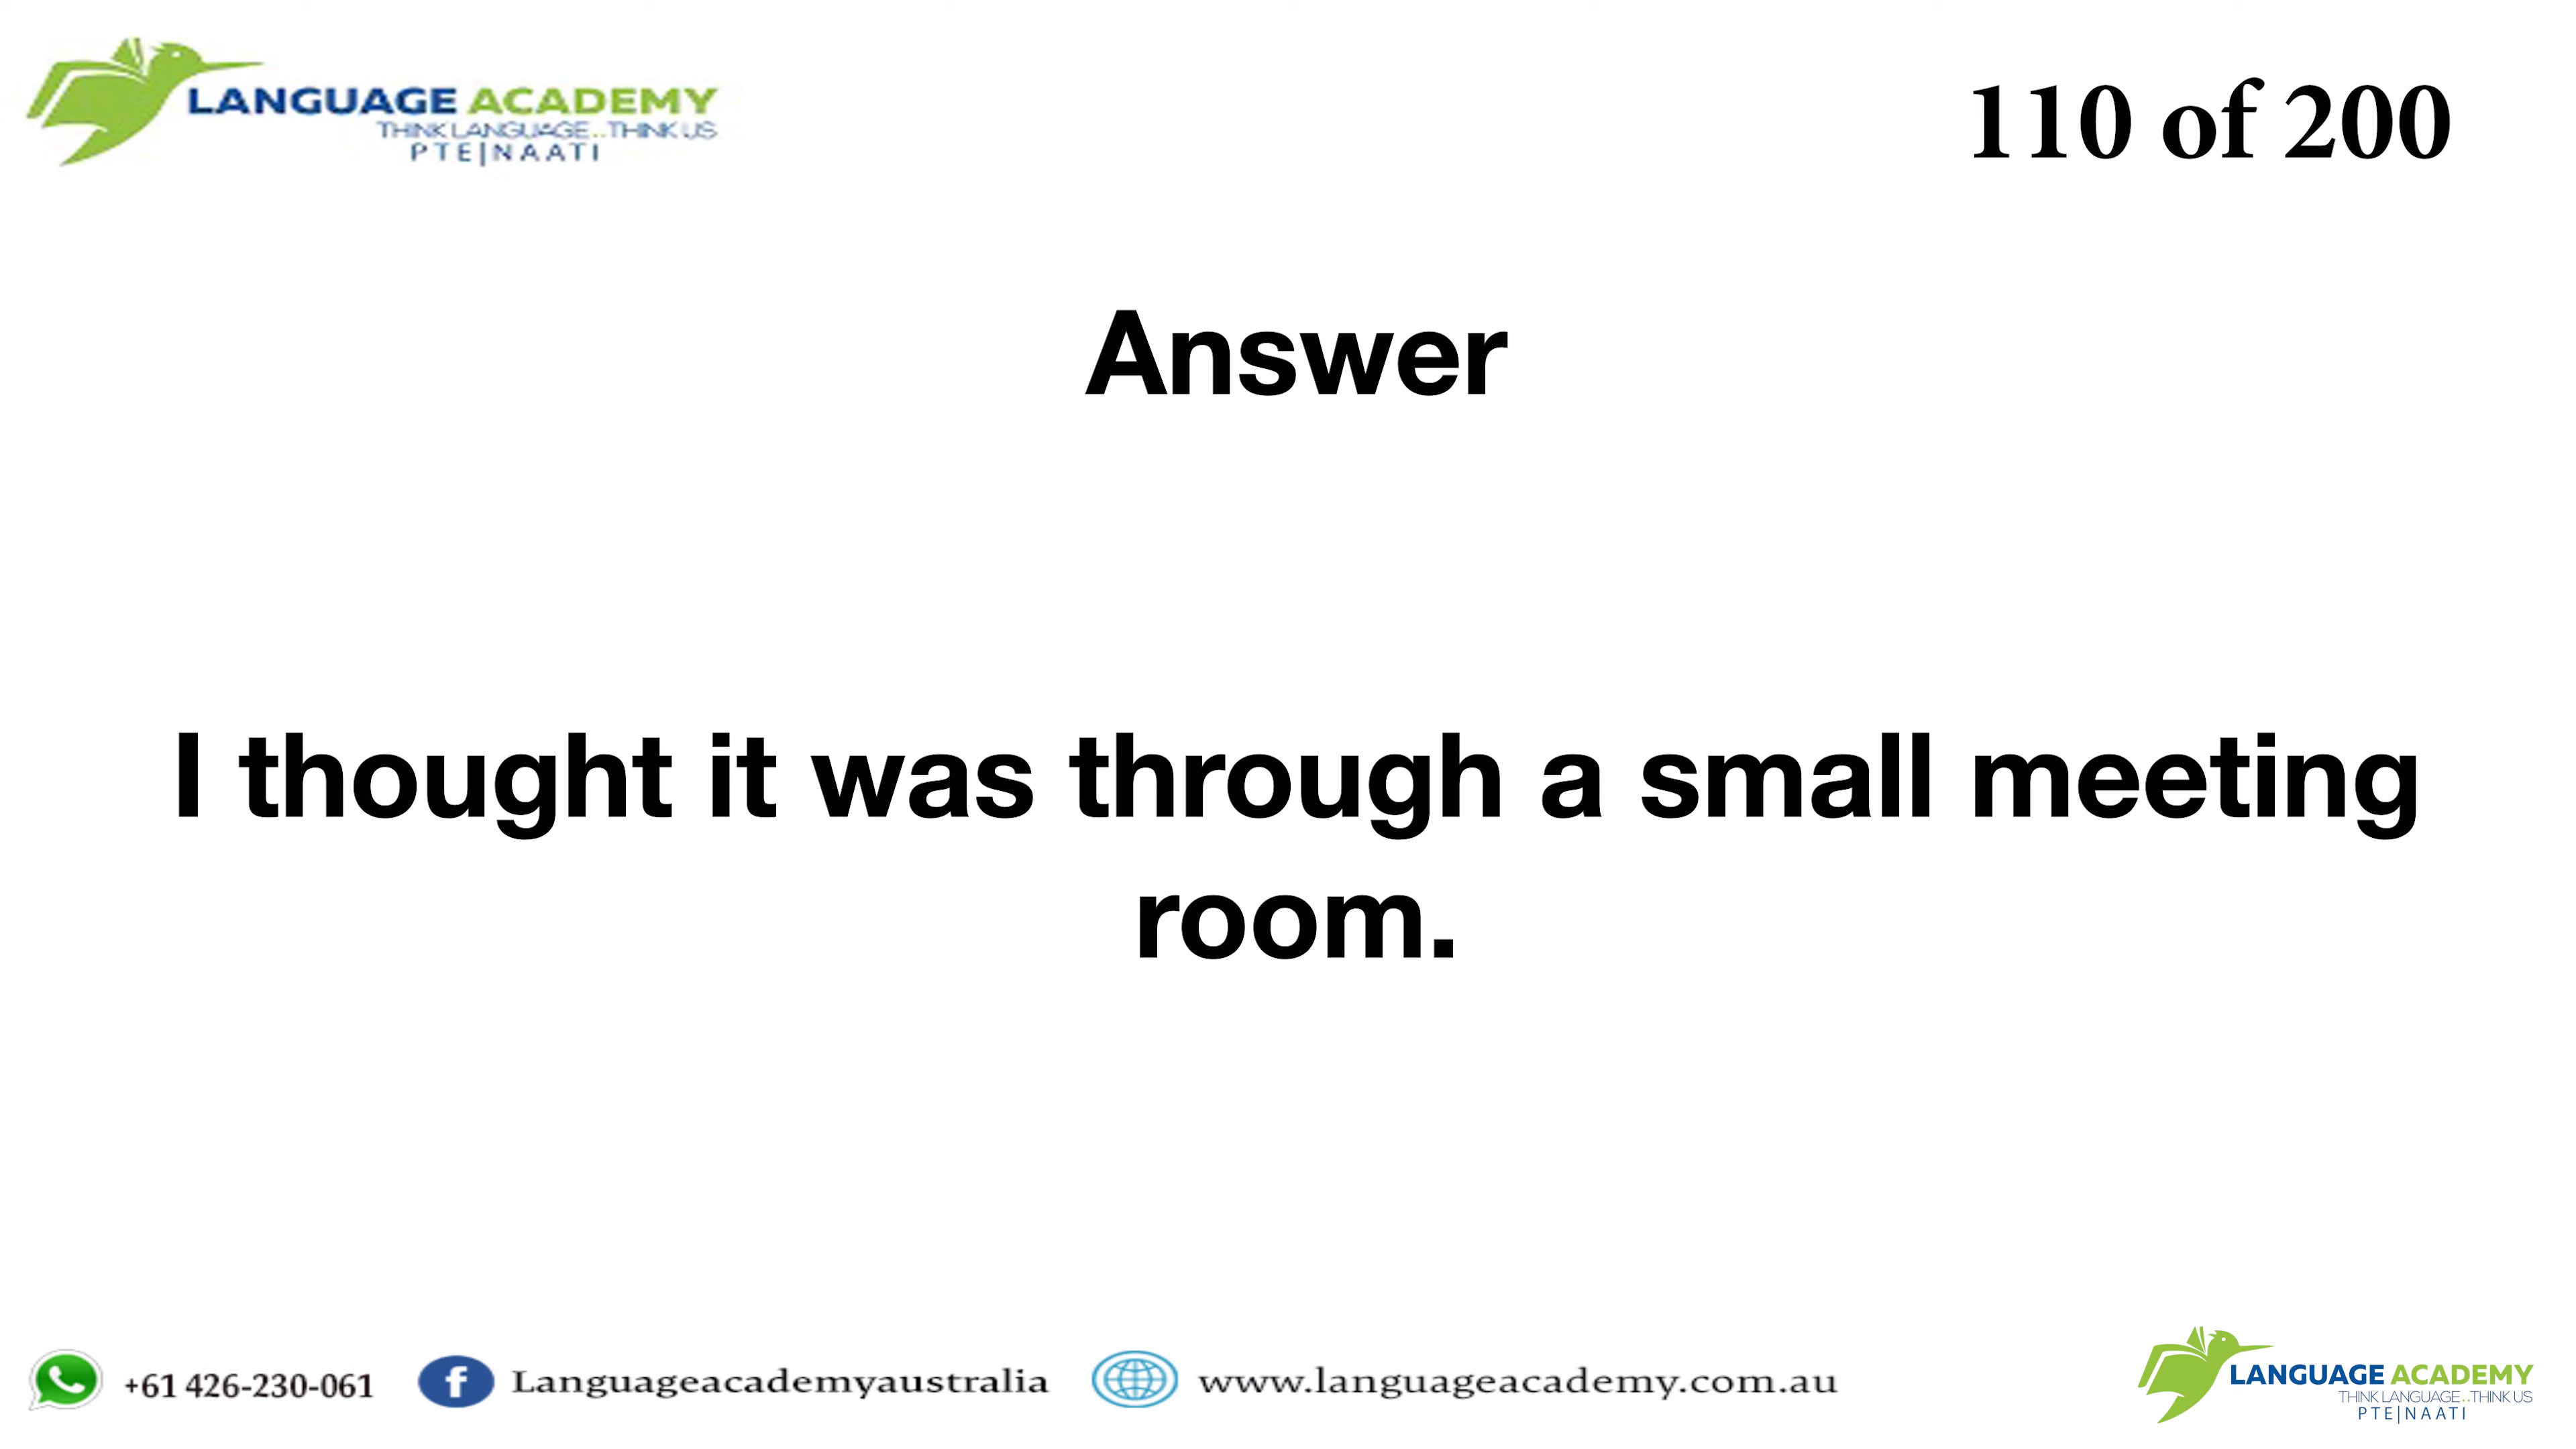 LANGUAGE ACADEMY
THINK LANGUAGE..THINK US
PTE|NAATI
110 of 200
Answer
I thought it was through a small meeting
room.
+61 426-230-061
Languageacademyaustralia
www.languageacademy.com.au
LANGUAGE ACADEMY
THINK LANGUAGE..THINK US
PTE|NAATI